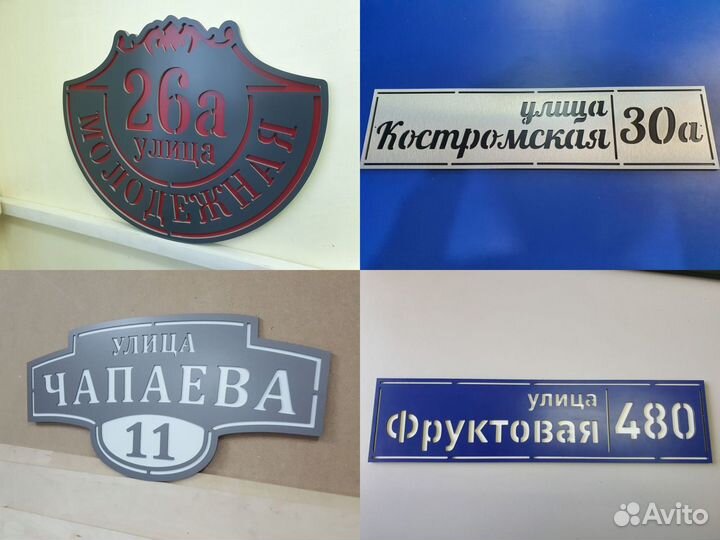 26а
улица
МОЛОДЕЖНАЯ
улица
Костромская 30а
УЛИЦА
ЧАПАЕВА
11
улица
Фруктовая 480
Avito